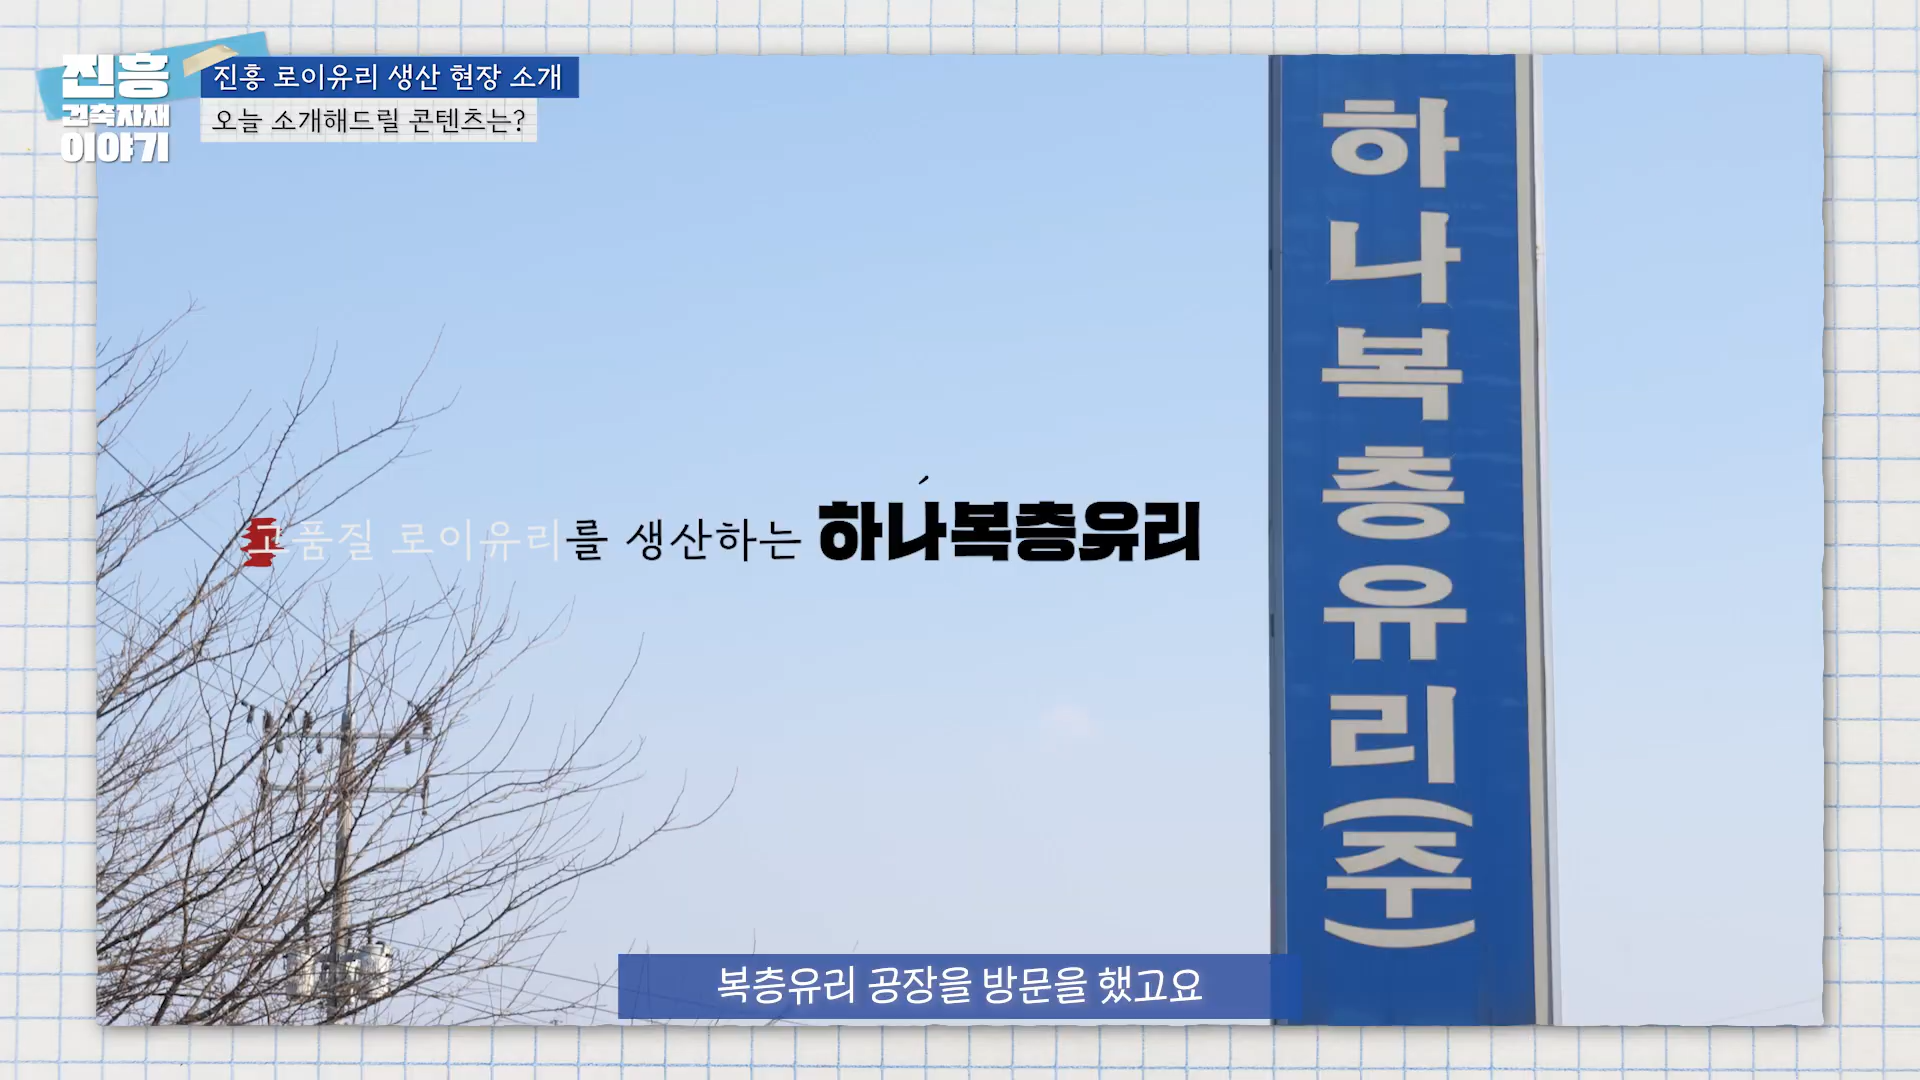 진흥
건축자재
이야기
진흥 로이유리 생산 현장 소개
오늘 소개해드릴 콘텐츠는?
고품질 로이유리를 생산하는 하나복층유리
하나복층유리(주)
복층유리 공장을 방문을 했고요